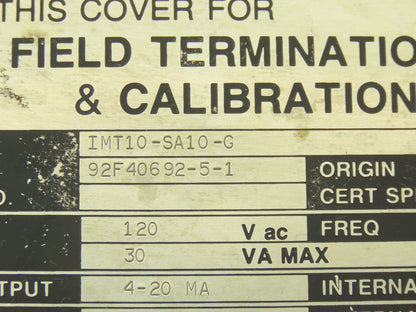 THIS COVER FOR
FIELD TERMINATIO
& CALIBRATION
IMT10-SA10-G
92F40692-5-1 ORIGIN
O. CERT SP
120 V ac FREQ
30 VA MAX
TPUT 4-20 MA INTERNA